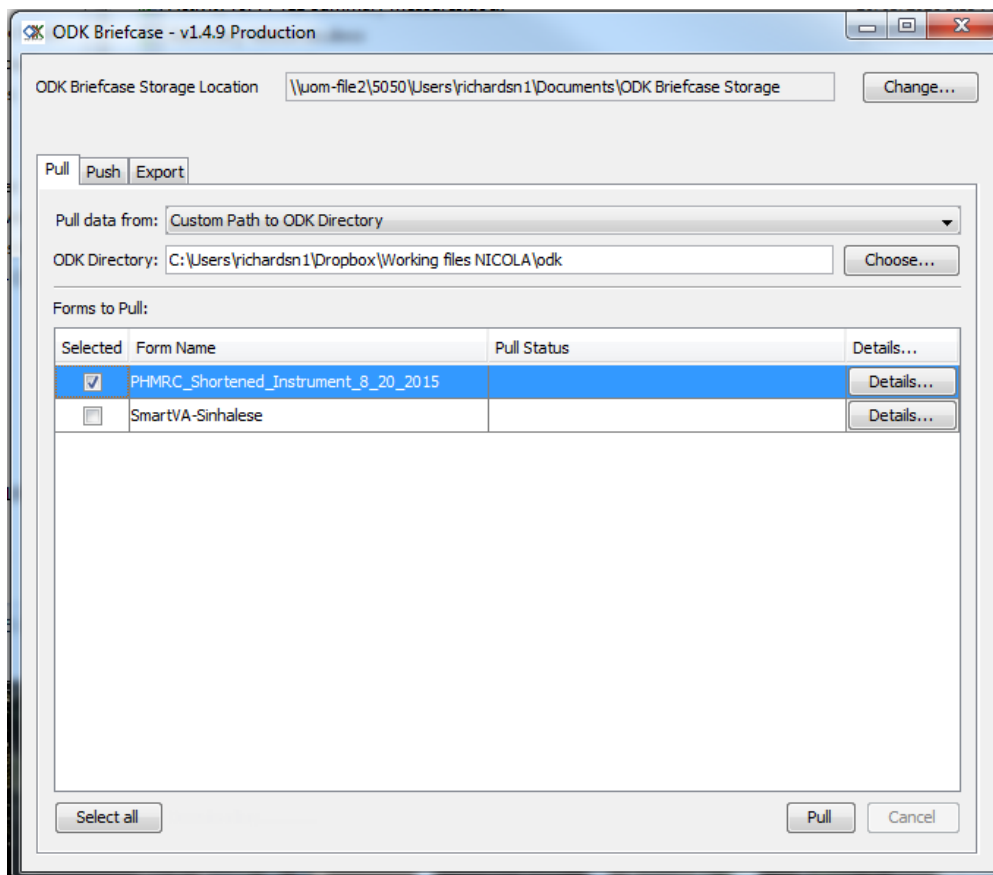 ODK Briefcase - v1.4.9 Production
ODK Briefcase Storage Location \\uom-file2\5050\Users\richardsn1\Documents\ODK Briefcase Storage Change...
Pull Push Export
Pull data from: Custom Path to ODK Directory
ODK Directory: C:\Users\richardsn1\Dropbox\Working files NICOLA\odk Choose...
Forms to Pull:
Selected Form Name Pull Status Details...
PHMRC_Shortened_Instrument_8_20_2015 Details...
SmartVA-Sinhalese Details...
Select all Pull Cancel